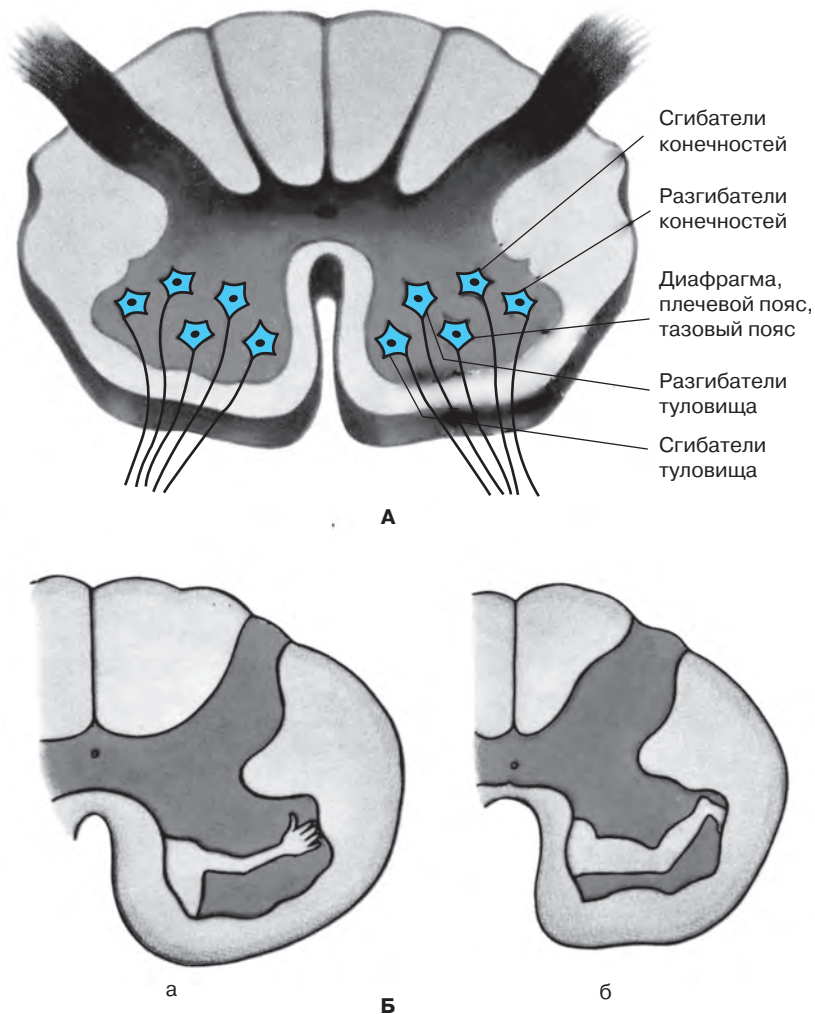 Сгибатели
конечностей
Разгибатели
конечностей
Диафрагма,
плечевой пояс,
тазовый пояс
Разгибатели
туловища
Сгибатели
туловища
А
а
б
Б